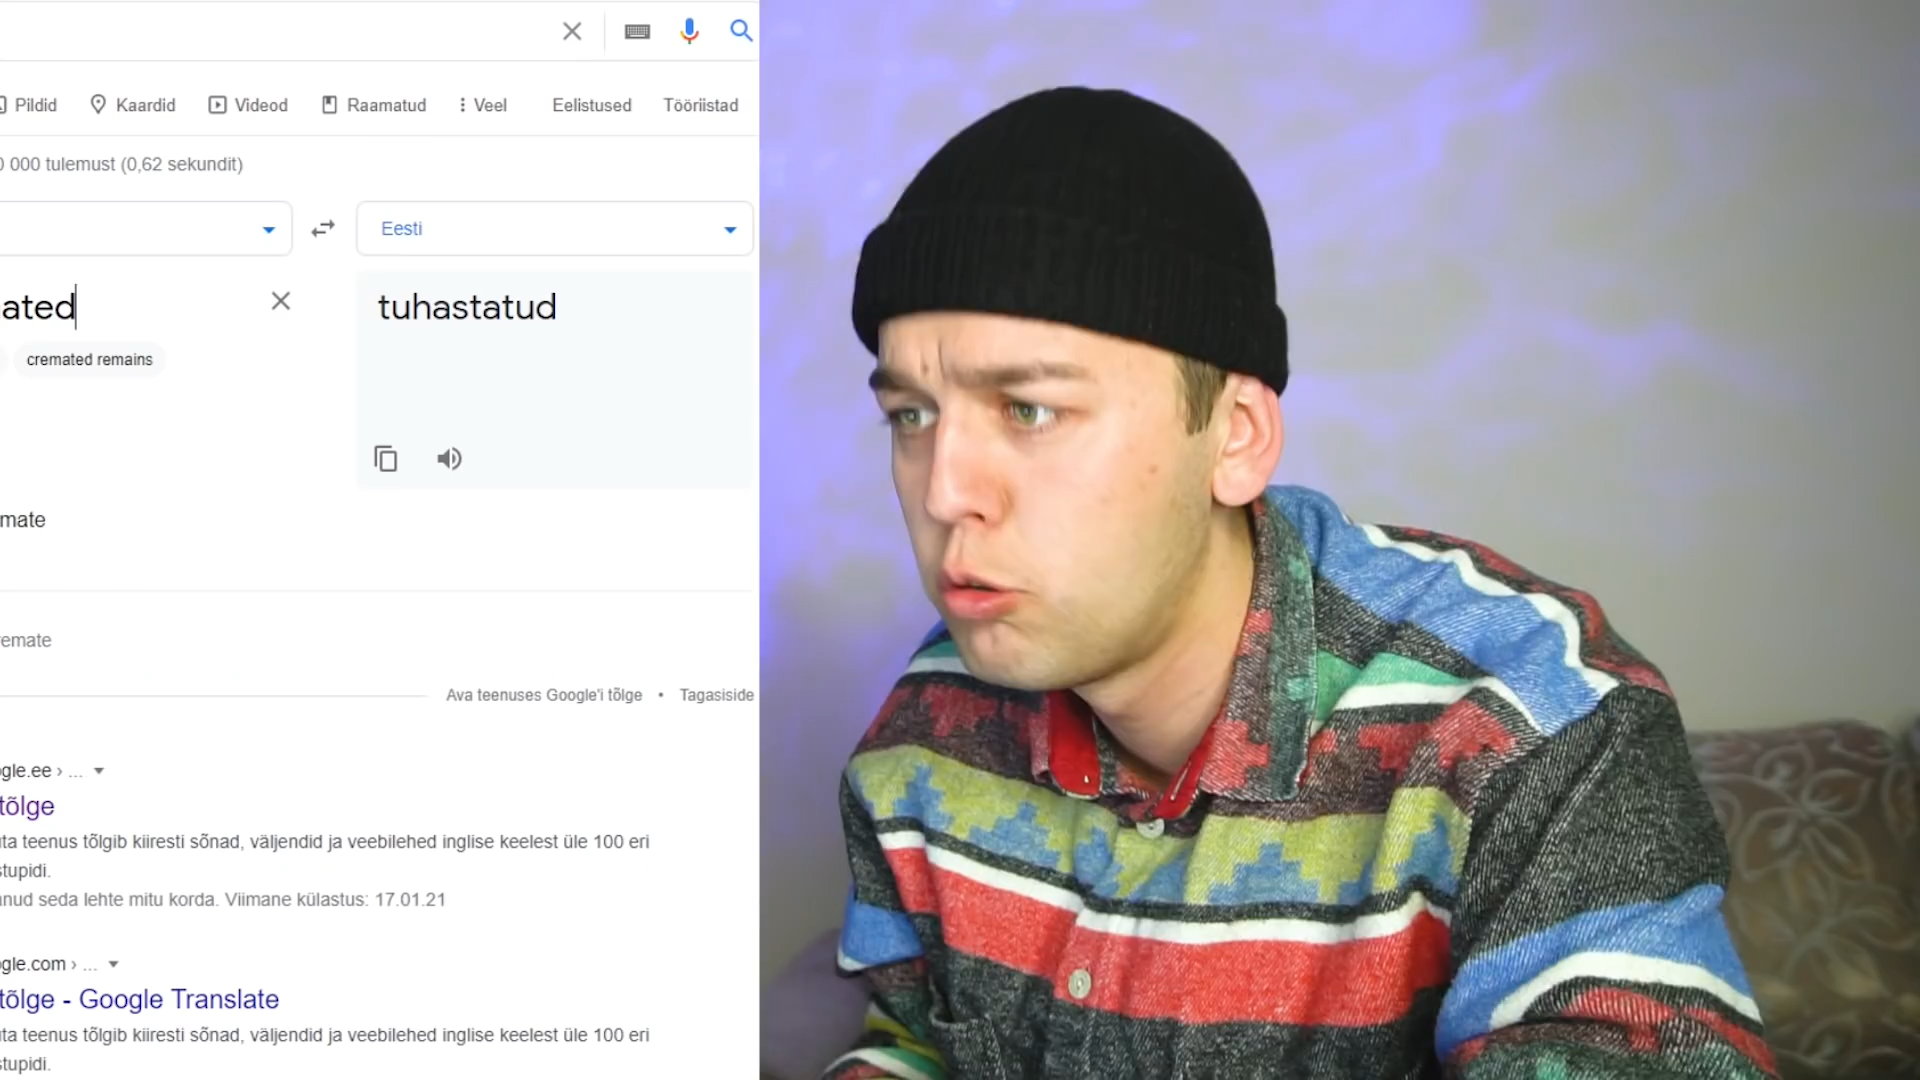 Pildid Kaardid Videod Raamatud Veel Eelistused Tööriistad
000 tulemust (0,62 sekundit)
Eesti
ated tuhastatud
cremated remains
mate
emate
Ava teenuses Google'i tõlge • Tagasiside
gle.ee › ...
tõlge
ta teenus tõlgib kiiresti sõnad, väljendid ja veebilehed inglise keelest üle 100 eri
stupidi.
nud seda lehte mitu korda. Viimane külastus: 17.01.21
gle.com › ...
tõlge - Google Translate
ta teenus tõlgib kiiresti sõnad, väljendid ja veebilehed inglise keelest üle 100 eri
stupidi.